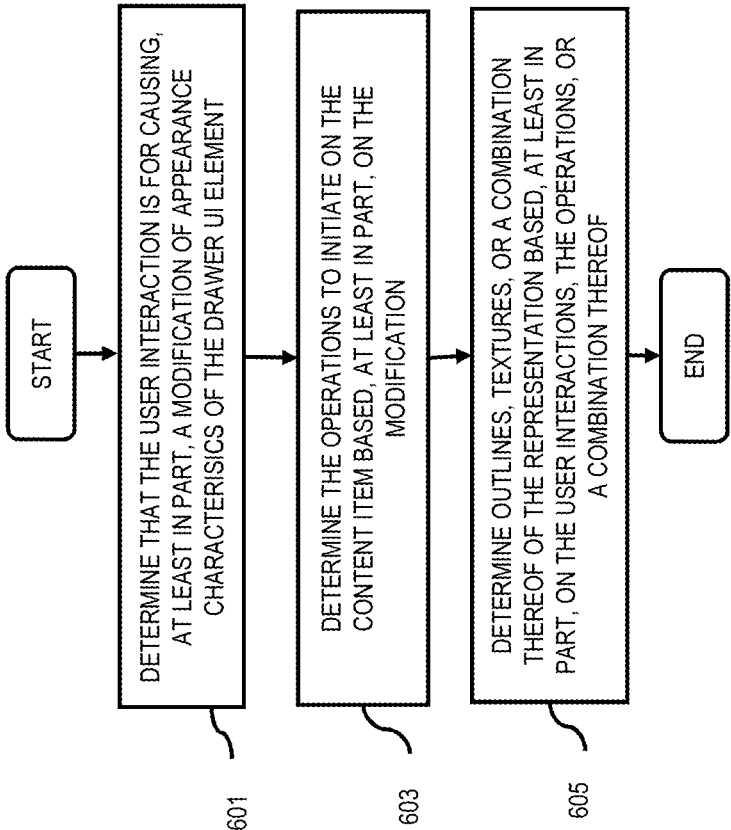 START
DETERMINE THAT THE USER INTERACTION IS FOR CAUSING,
AT LEAST IN PART, A MODIFICATION OF APPEARANCE
CHARACTERISICS OF THE DRAWER UI ELEMENT
601
DETERMINE THE OPERATIONS TO INITIATE ON THE
CONTENT ITEM BASED, AT LEAST IN PART, ON THE
MODIFICATION
603
DETERMINE OUTLINES, TEXTURES, OR A COMBINATION
THEREOF OF THE REPRESENTATION BASED, AT LEAST IN
PART, ON THE USER INTERACTIONS, THE OPERATIONS, OR
A COMBINATION THEREOF
605
END